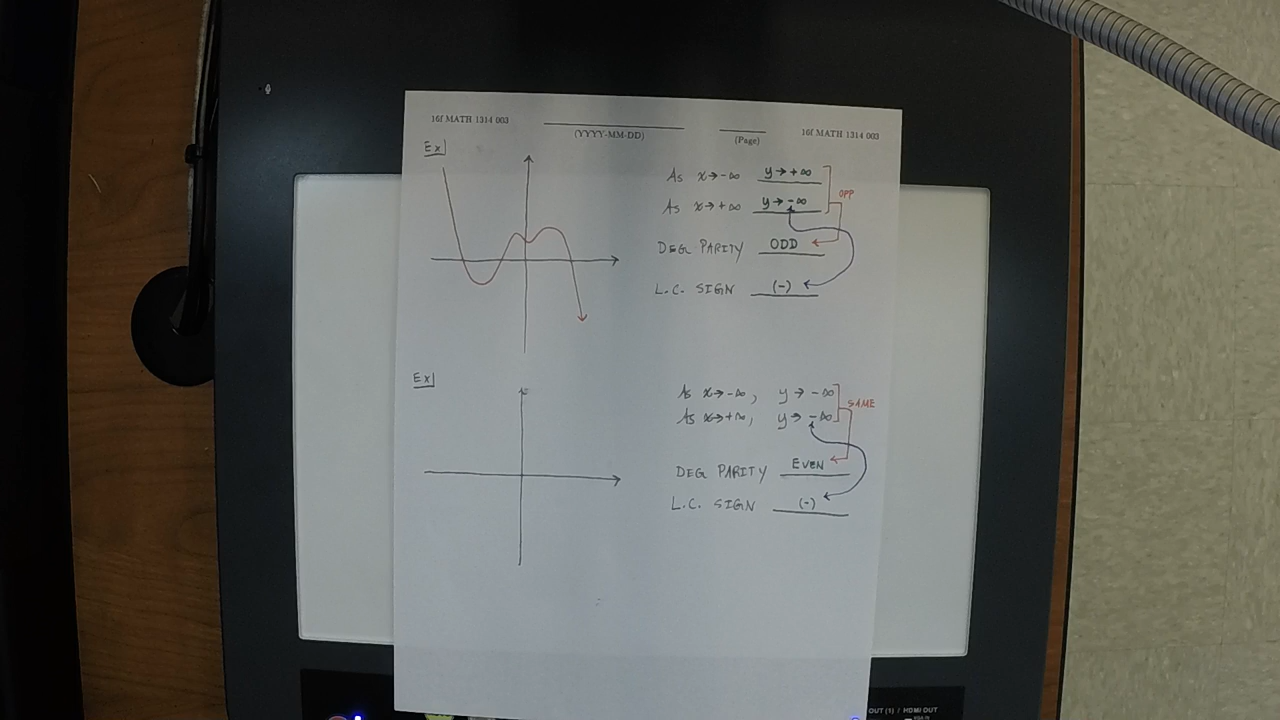 16f MATH 1314 003
(YYYY-MM-DD)
(Page)
16f MATH 1314 003
Ex
As x→-∞ y→+∞
As x→+∞ y→-∞
OPP
DEG PARITY ODD
L.C. SIGN (-)
Ex
As x→-∞, y→-∞
As x→+∞, y→-∞
SAME
DEG PARITY EVEN
L.C. SIGN (-)
OUT (1) / HDMI OUT